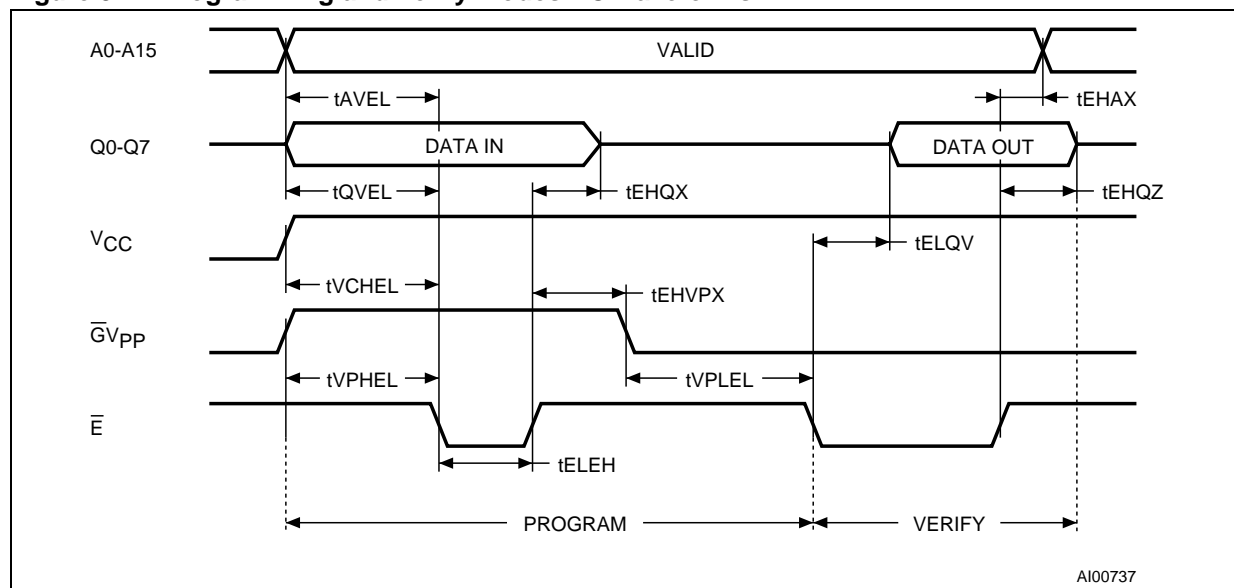 A0-A15
VALID
tAVEL
tEHAX
Q0-Q7
DATA IN
DATA OUT
tQVEL
tEHQX
tEHQZ
VCC
tELQV
tVCHEL
tEHVPX
G̅VPP
tVPHEL
tVPLEL
E̅
tELEH
PROGRAM
VERIFY
AI00737